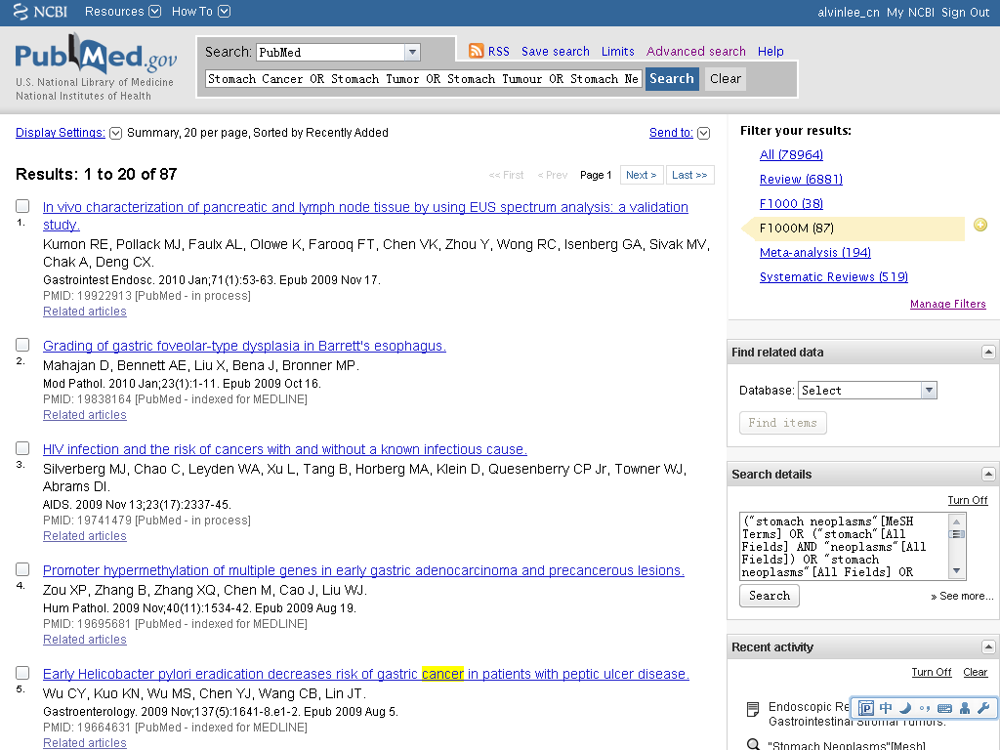 NCBI Resources How To alvinlee_cn My NCBI Sign Out
PubMed.gov
U.S. National Library of Medicine
National Institutes of Health
Search: PubMed
RSS Save search Limits Advanced search Help
Stomach Cancer OR Stomach Tumor OR Stomach Tumour OR Stomach Ne Search Clear
Display Settings: Summary, 20 per page, Sorted by Recently Added Send to:
Results: 1 to 20 of 87
<< First < Prev Page 1 Next > Last >>
1. In vivo characterization of pancreatic and lymph node tissue by using EUS spectrum analysis: a validation
study.
Kumon RE, Pollack MJ, Faulx AL, Olowe K, Farooq FT, Chen VK, Zhou Y, Wong RC, Isenberg GA, Sivak MV,
Chak A, Deng CX.
Gastrointest Endosc. 2010 Jan;71(1):53-63. Epub 2009 Nov 17.
PMID: 19922913 [PubMed - in process]
Related articles
2. Grading of gastric foveolar-type dysplasia in Barrett's esophagus.
Mahajan D, Bennett AE, Liu X, Bena J, Bronner MP.
Mod Pathol. 2010 Jan;23(1):1-11. Epub 2009 Oct 16.
PMID: 19838164 [PubMed - indexed for MEDLINE]
Related articles
3. HIV infection and the risk of cancers with and without a known infectious cause.
Silverberg MJ, Chao C, Leyden WA, Xu L, Tang B, Horberg MA, Klein D, Quesenberry CP Jr, Towner WJ,
Abrams DI.
AIDS. 2009 Nov 13;23(17):2337-45.
PMID: 19741479 [PubMed - in process]
Related articles
4. Promoter hypermethylation of multiple genes in early gastric adenocarcinoma and precancerous lesions.
Zou XP, Zhang B, Zhang XQ, Chen M, Cao J, Liu WJ.
Hum Pathol. 2009 Nov;40(11):1534-42. Epub 2009 Aug 19.
PMID: 19695681 [PubMed - indexed for MEDLINE]
Related articles
5. Early Helicobacter pylori eradication decreases risk of gastric cancer in patients with peptic ulcer disease.
Wu CY, Kuo KN, Wu MS, Chen YJ, Wang CB, Lin JT.
Gastroenterology. 2009 Nov;137(5):1641-8.e1-2. Epub 2009 Aug 5.
PMID: 19664631 [PubMed - indexed for MEDLINE]
Related articles
Filter your results:
All (78964)
Review (6881)
F1000 (38)
F1000M (87)
Meta-analysis (194)
Systematic Reviews (519)
Manage Filters
Find related data
Database: Select
Find items
Search details
Turn Off
("stomach neoplasms"[MeSH
Terms] OR ("stomach"[All
Fields] AND "neoplasms"[All
Fields]) OR "stomach
neoplasms"[All Fields] OR
Search » See more...
Recent activity
Turn Off Clear
Endoscopic Re
Gastrointestinal Stromal Tumors.
"Stomach Neoplasms"[Mesh]
中